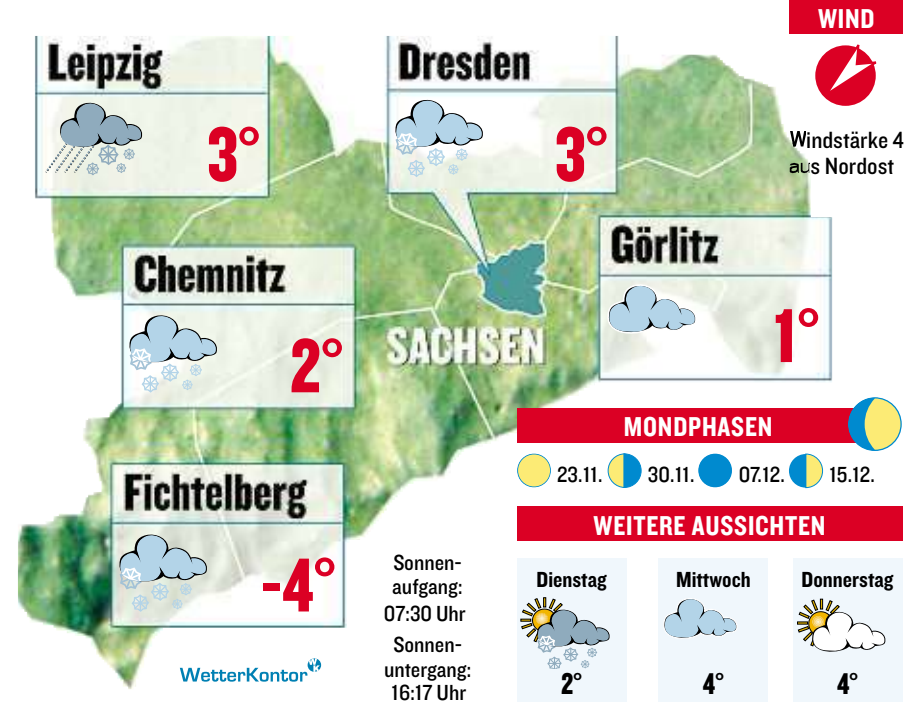 WIND
Windstärke 4
aus Nordost
Leipzig
3°
Dresden
3°
Görlitz
1°
Chemnitz
2°
SACHSEN
Fichtelberg
-4°
MONDPHASEN
23.11. 30.11. 07.12. 15.12.
WEITERE AUSSICHTEN
Dienstag
2°
Mittwoch
4°
Donnerstag
4°
Sonnen-
aufgang:
07:30 Uhr
Sonnen-
untergang:
16:17 Uhr
WetterKontor